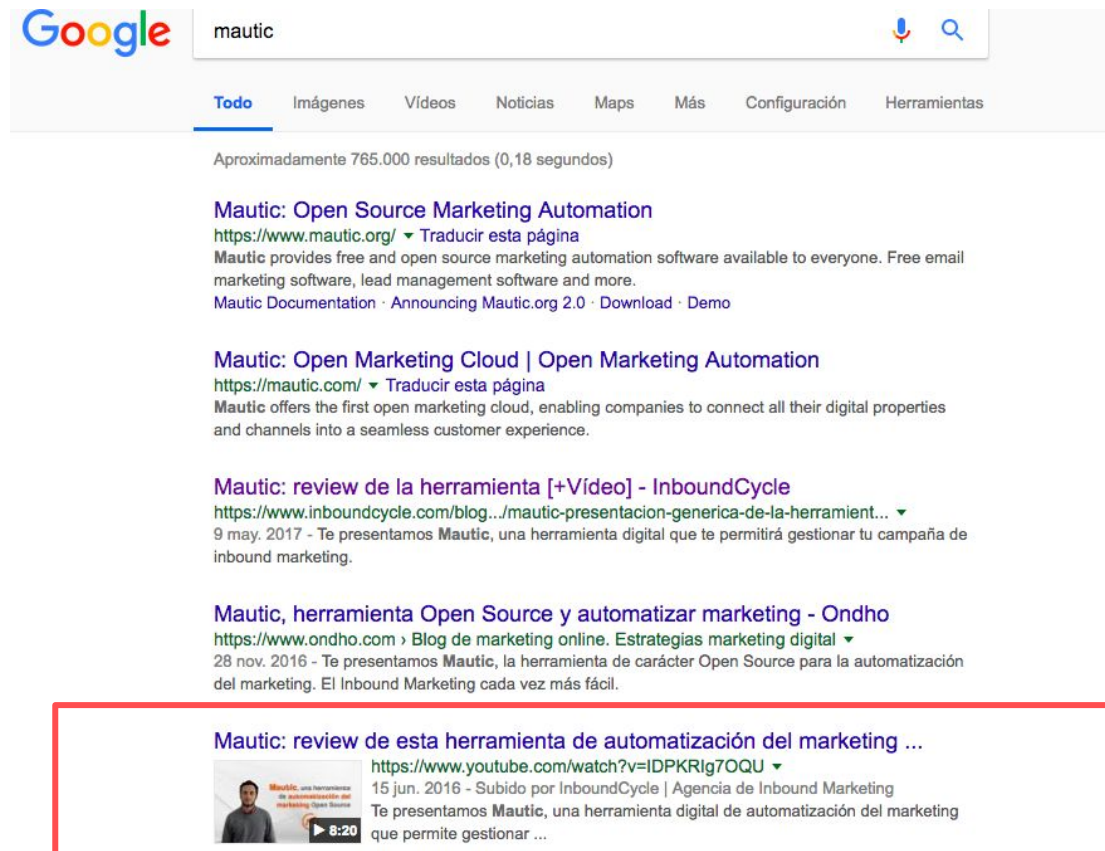 Google mautic
Todo Imágenes Vídeos Noticias Maps Más Configuración Herramientas
Aproximadamente 765.000 resultados (0,18 segundos)
Mautic: Open Source Marketing Automation
https://www.mautic.org/ ▾ Traducir esta página
Mautic provides free and open source marketing automation software available to everyone. Free email
marketing software, lead management software and more.
Mautic Documentation · Announcing Mautic.org 2.0 · Download · Demo
Mautic: Open Marketing Cloud | Open Marketing Automation
https://mautic.com/ ▾ Traducir esta página
Mautic offers the first open marketing cloud, enabling companies to connect all their digital properties
and channels into a seamless customer experience.
Mautic: review de la herramienta [+Vídeo] - InboundCycle
https://www.inboundcycle.com/blog.../mautic-presentacion-generica-de-la-herramient... ▾
9 may. 2017 - Te presentamos Mautic, una herramienta digital que te permitirá gestionar tu campaña de
inbound marketing.
Mautic, herramienta Open Source y automatizar marketing - Ondho
https://www.ondho.com › Blog de marketing online. Estrategias marketing digital ▾
28 nov. 2016 - Te presentamos Mautic, la herramienta de carácter Open Source para la automatización
del marketing. El Inbound Marketing cada vez más fácil.
Mautic: review de esta herramienta de automatización del marketing ...
https://www.youtube.com/watch?v=IDPKRIg7OQU ▾
15 jun. 2016 - Subido por InboundCycle | Agencia de Inbound Marketing
Te presentamos Mautic, una herramienta digital de automatización del marketing
que permite gestionar ...
Mautic, una herramienta
de automatización del
marketing Open Source
8:20